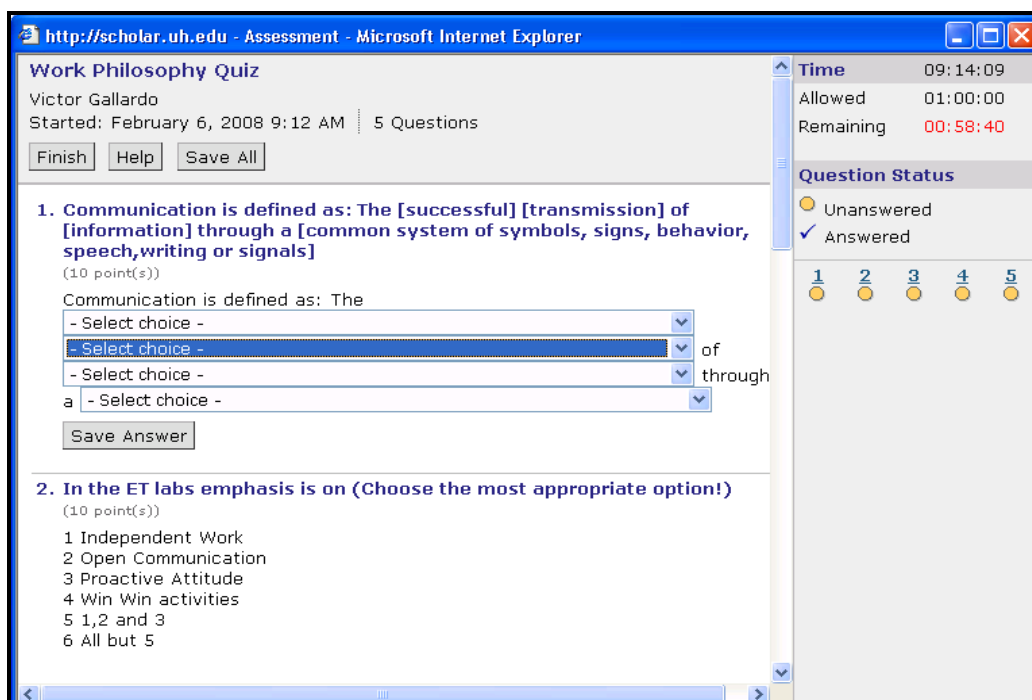 http://scholar.uh.edu - Assessment - Microsoft Internet Explorer
Work Philosophy Quiz
Victor Gallardo
Started: February 6, 2008 9:12 AM 5 Questions
Finish Help Save All
1. Communication is defined as: The [successful] [transmission] of
[information] through a [common system of symbols, signs, behavior,
speech,writing or signals]
(10 point(s))
Communication is defined as: The
- Select choice -
- Select choice - of
- Select choice - through
a - Select choice -
Save Answer
2. In the ET labs emphasis is on (Choose the most appropriate option!)
(10 point(s))
1 Independent Work
2 Open Communication
3 Proactive Attitude
4 Win Win activities
5 1,2 and 3
6 All but 5
Time 09:14:09
Allowed 01:00:00
Remaining 00:58:40
Question Status
Unanswered
Answered
1 2 3 4 5